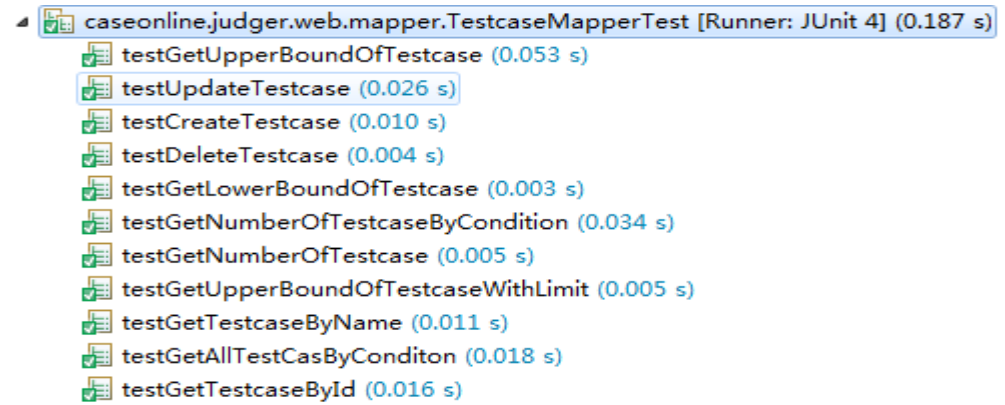 caseonline.judger.web.mapper.TestcaseMapperTest [Runner: JUnit 4] (0.187 s)
testGetUpperBoundOfTestcase (0.053 s)
testUpdateTestcase (0.026 s)
testCreateTestcase (0.010 s)
testDeleteTestcase (0.004 s)
testGetLowerBoundOfTestcase (0.003 s)
testGetNumberOfTestcaseByCondition (0.034 s)
testGetNumberOfTestcase (0.005 s)
testGetUpperBoundOfTestcaseWithLimit (0.005 s)
testGetTestcaseByName (0.011 s)
testGetAllTestCasByConditon (0.018 s)
testGetTestcaseById (0.016 s)